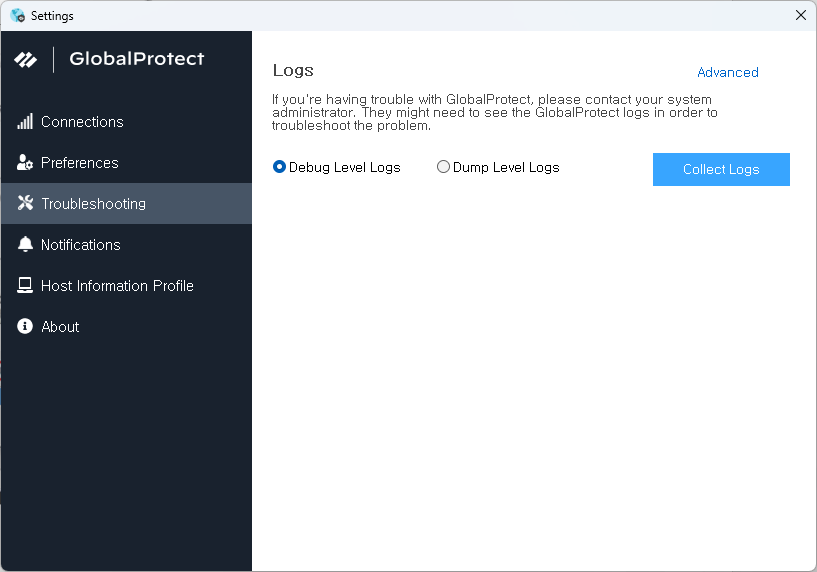 Settings
GlobalProtect
Connections
Preferences
Troubleshooting
Notifications
Host Information Profile
About
Logs
Advanced
If you're having trouble with GlobalProtect, please contact your system
administrator. They might need to see the GlobalProtect logs in order to
troubleshoot the problem.
Debug Level Logs
Dump Level Logs
Collect Logs